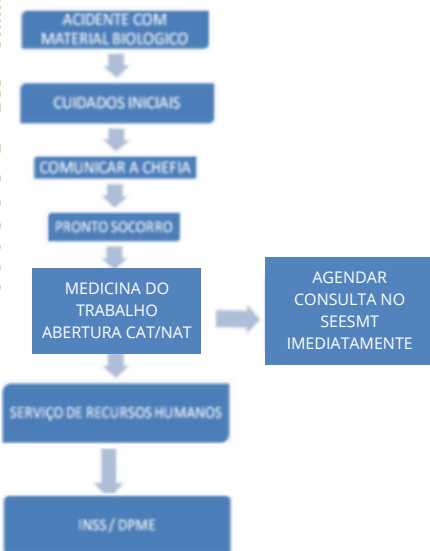 ACIDENTE COM
MATERIAL BIOLOGICO
CUIDADOS INICIAIS
COMUNICAR A CHEFIA
PRONTO SOCORRO
MEDICINA DO
TRABALHO
ABERTURA CAT/NAT
AGENDAR
CONSULTA NO
SEESMT
IMEDIATAMENTE
SERVIÇO DE RECURSOS HUMANOS
INSS / DPME